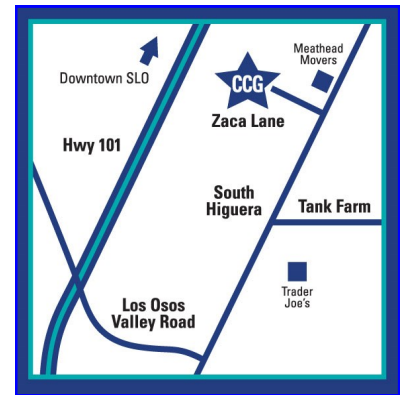 Meathead
Movers
Downtown SLO
CCG
Zaca Lane
Hwy 101
South
Higuera
Tank Farm
Trader
Joe's
Los Osos
Valley Road